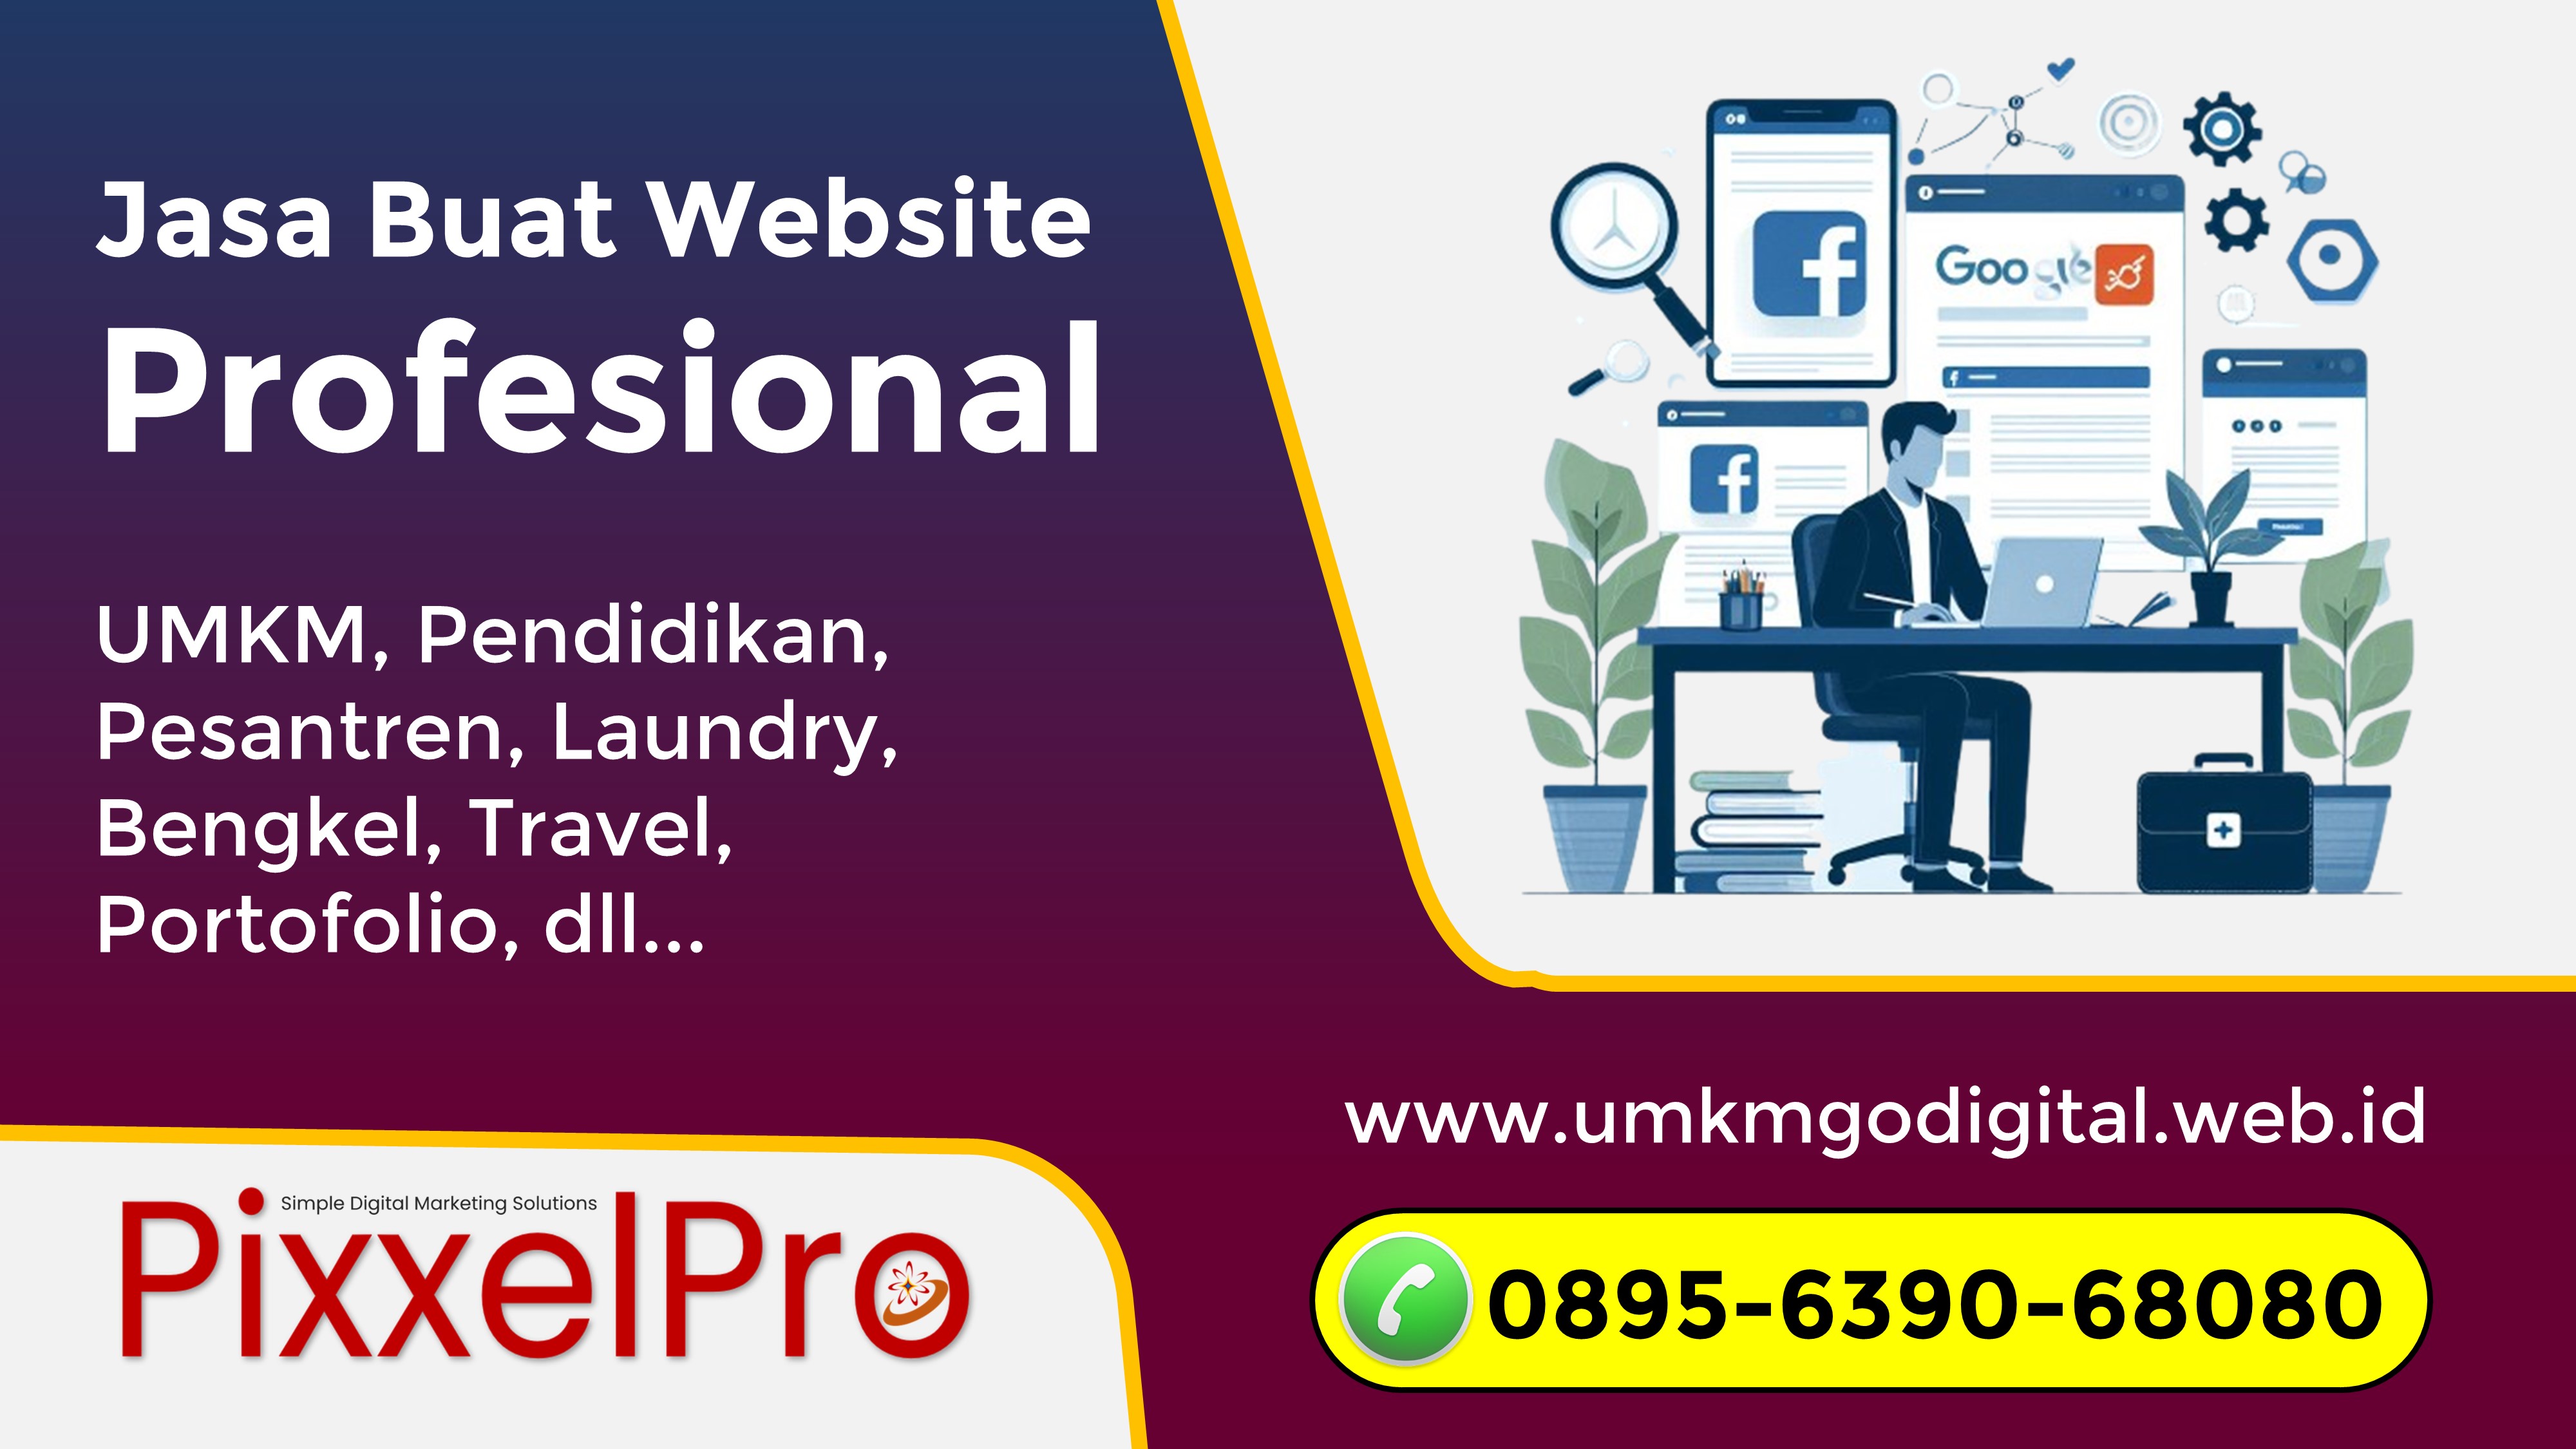 Jasa Buat Website
Profesional
UMKM, Pendidikan,
Pesantren, Laundry,
Bengkel, Travel,
Portofolio, dll...
Google
www.umkmgodigital.web.id
Simple Digital Marketing Solutions
PixxelPro
0895-6390-68080